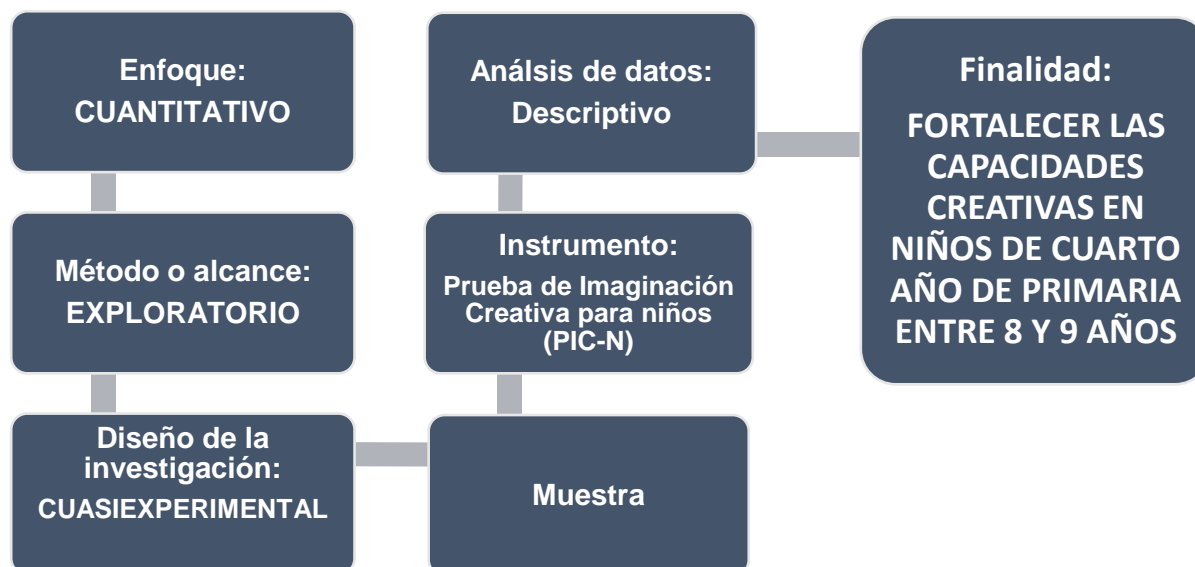 Enfoque:
CUANTITATIVO
Método o alcance:
EXPLORATORIO
Diseño de la
investigación:
CUASIEXPERIMENTAL
Muestra
Instrumento:
Prueba de Imaginación
Creativa para niños
(PIC-N)
Análsis de datos:
Descriptivo
Finalidad:
FORTALECER LAS
CAPACIDADES
CREATIVAS EN
NIÑOS DE CUARTO
AÑO DE PRIMARIA
ENTRE 8 Y 9 AÑOS